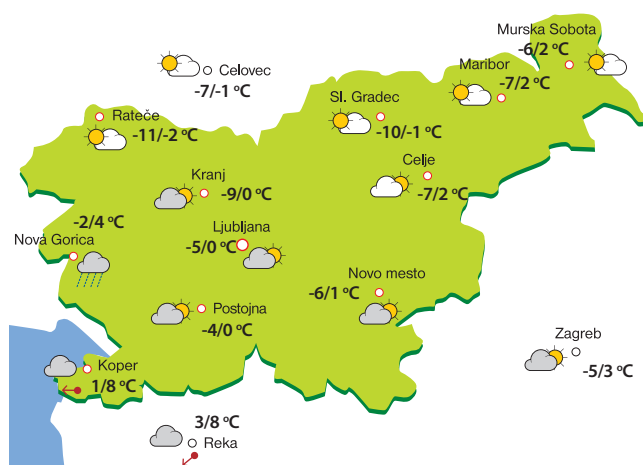 Murska Sobota
-6/2 °C
Celovec
-7/-1 °C
Maribor
-7/2 °C
Sl. Gradec
-10/-1 °C
Rateče
-11/-2 °C
Celje
-7/2 °C
Kranj
-9/0 °C
-2/4 °C
Nova Gorica
Ljubljana
-5/0 °C
Novo mesto
-6/1 °C
Postojna
-4/0 °C
Zagreb
-5/3 °C
Koper
1/8 °C
3/8 °C
Reka